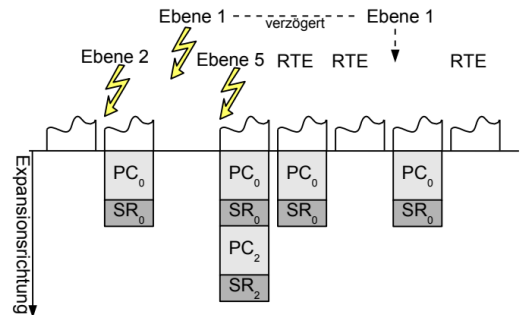 Ebene 1 verzögert Ebene 1
Ebene 2 Ebene 5 RTE RTE RTE
PC0 PC0 PC0 PC0
SR0 SR0 SR0 SR0
PC2
SR2
Expansionsrichtung